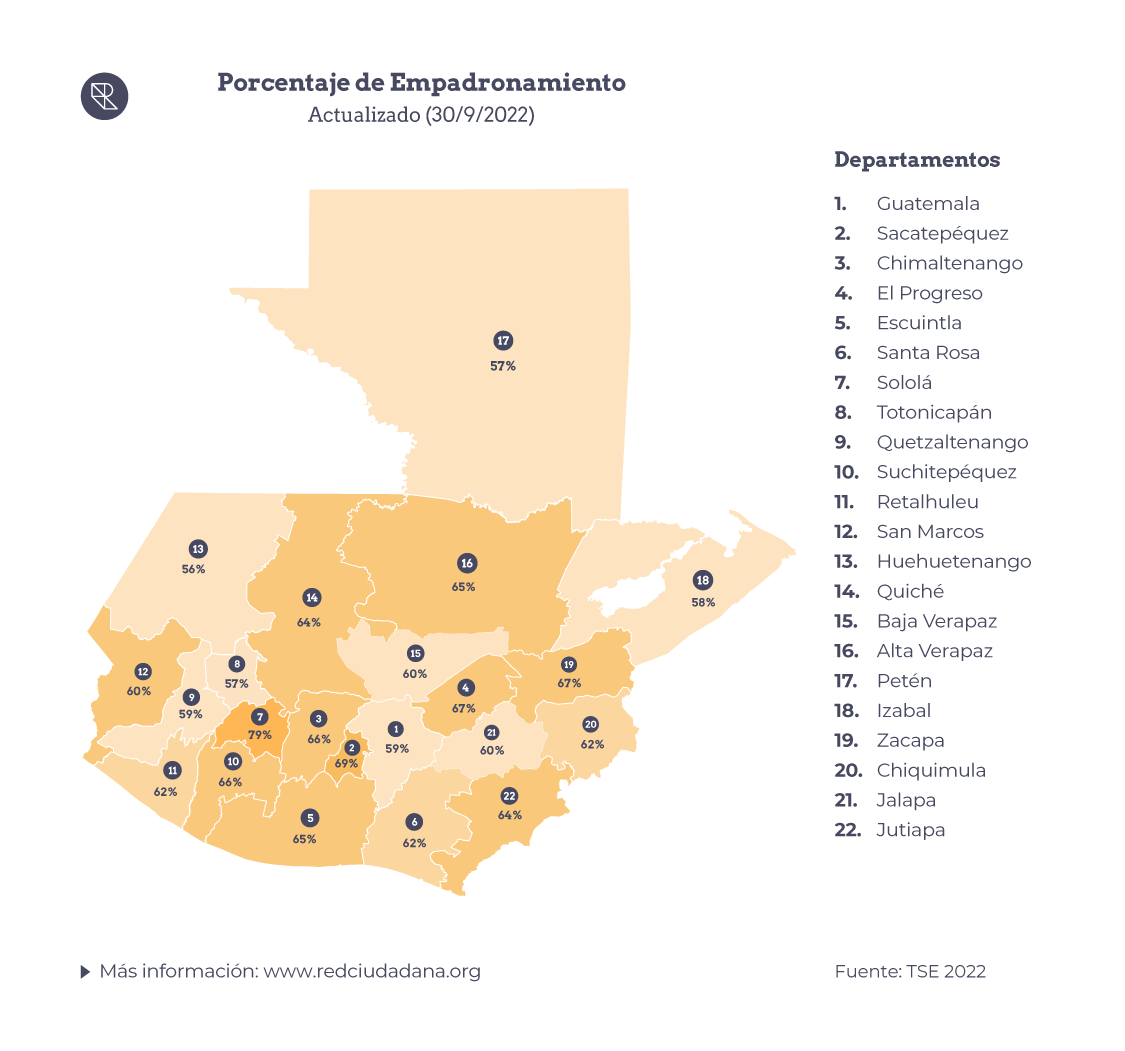 Porcentaje de Empadronamiento
Actualizado (30/9/2022)
Departamentos
1. Guatemala
2. Sacatepéquez
3. Chimaltenango
4. El Progreso
5. Escuintla
6. Santa Rosa
7. Sololá
8. Totonicapán
9. Quetzaltenango
10. Suchitepéquez
11. Retalhuleu
12. San Marcos
13. Huehuetenango
14. Quiché
15. Baja Verapaz
16. Alta Verapaz
17. Petén
18. Izabal
19. Zacapa
20. Chiquimula
21. Jalapa
22. Jutiapa
17
57%
13
56%
16
65%
18
58%
14
64%
15
60%
8
57%
19
67%
12
60%
4
67%
9
59%
7
79%
3
66%
20
62%
1
59%
21
60%
2
69%
10
66%
11
62%
22
64%
5
65%
6
62%
Más información: www.redciudadana.org
Fuente: TSE 2022